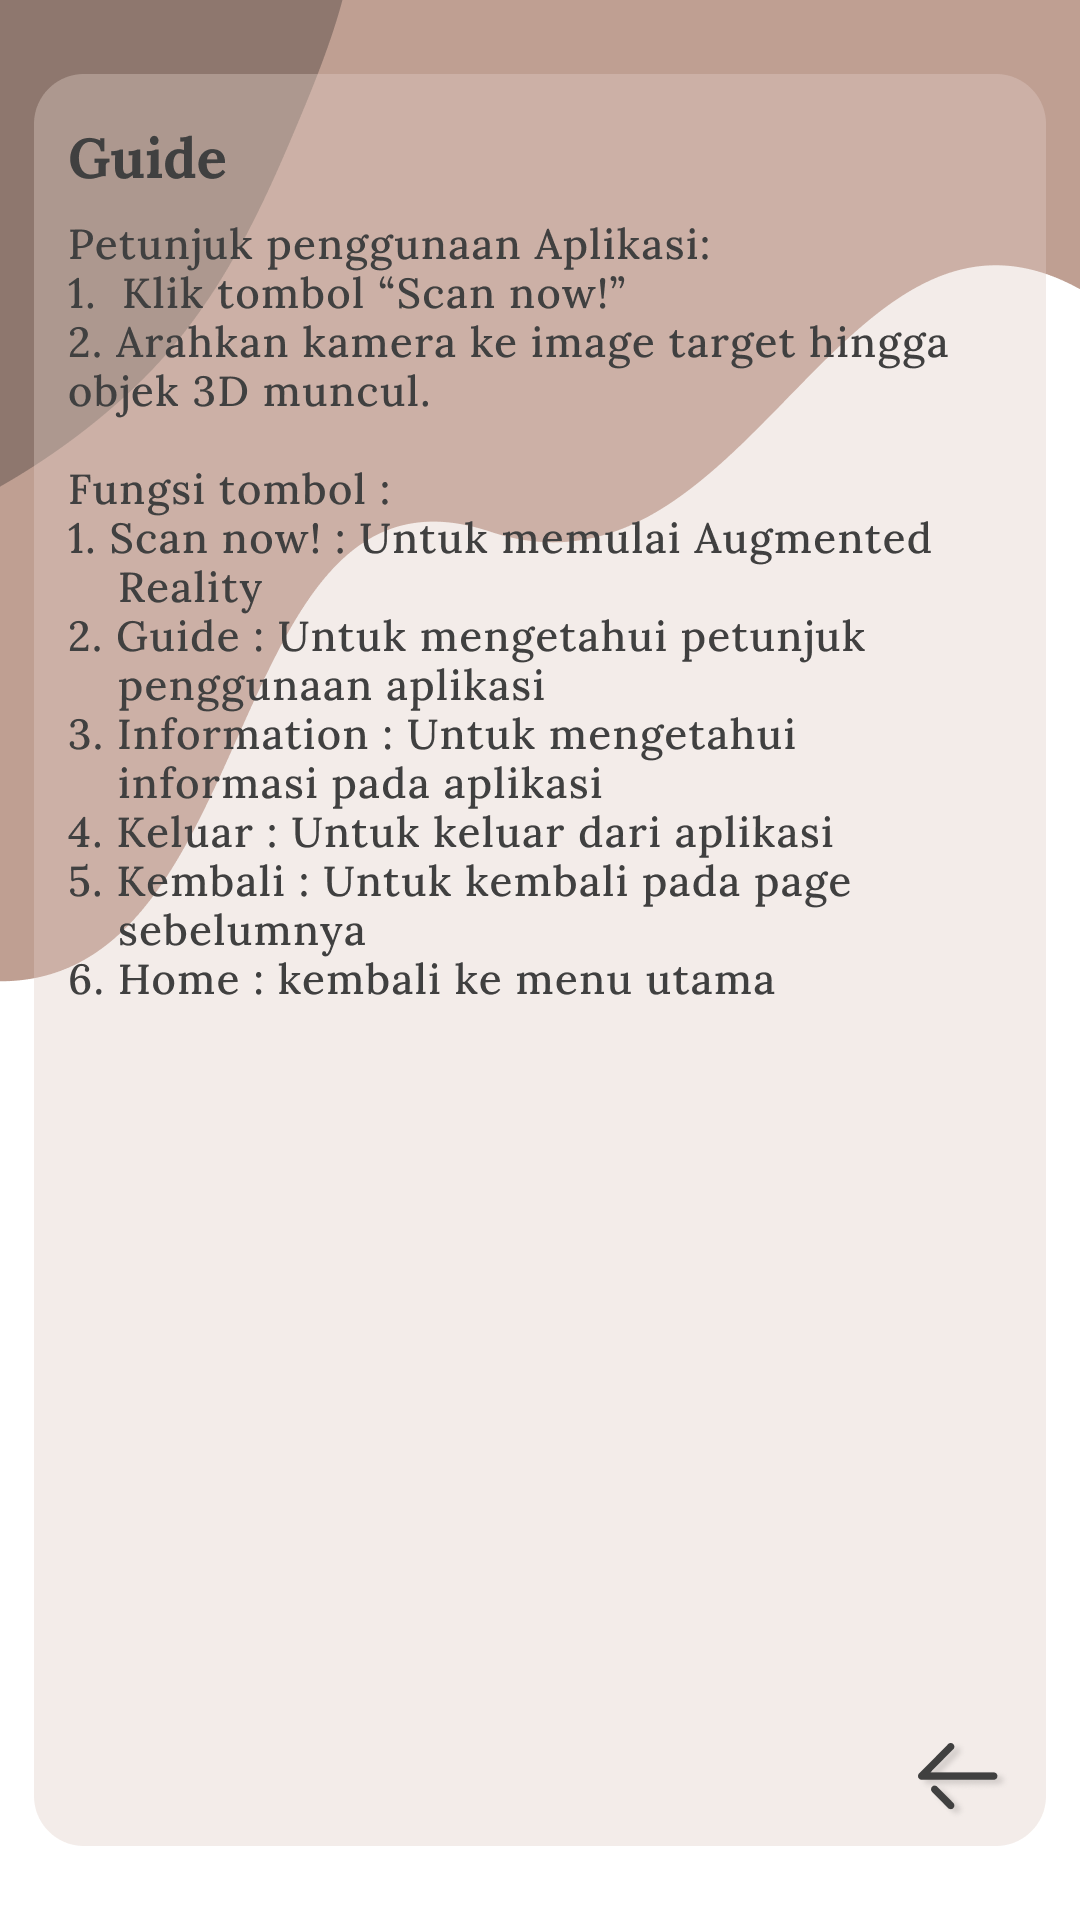 Guide
Petunjuk penggunaan Aplikasi:
1. Klik tombol “Scan now!”
2. Arahkan kamera ke image target hingga
objek 3D muncul.
Fungsi tombol :
1. Scan now! : Untuk memulai Augmented
Reality
2. Guide : Untuk mengetahui petunjuk
penggunaan aplikasi
3. Information : Untuk mengetahui
informasi pada aplikasi
4. Keluar : Untuk keluar dari aplikasi
5. Kembali : Untuk kembali pada page
sebelumnya
6. Home : kembali ke menu utama